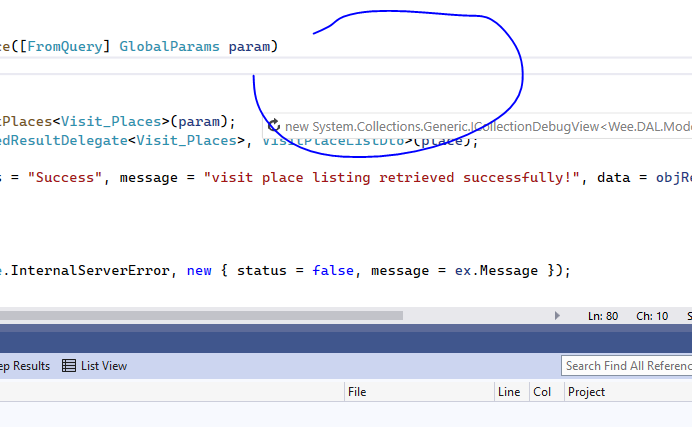 ce([FromQuery] GlobalParams param)
tPlaces<Visit_Places>(param);
new System.Collections.Generic.ICollectionDebugView<Wee.DAL.Mode
edResultDelegate<Visit_Places>, VisitPlaceListDto>(place);
s = "Success", message = "visit place listing retrieved successfully!", data = objRe
e.InternalServerError, new { status = false, message = ex.Message });
Ln: 80 Ch: 10 S
ep Results List View Search Find All Referenc
File Line Col Project